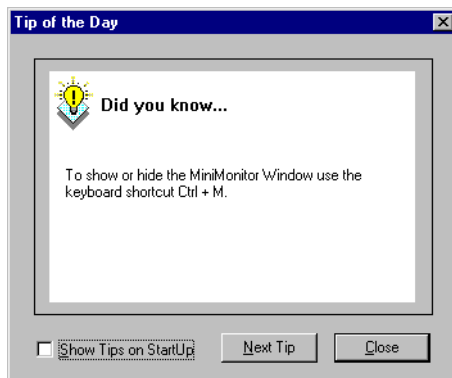 Tip of the Day
Did you know...
To show or hide the MiniMonitor Window use the
keyboard shortcut Ctrl + M.
Show Tips on StartUp
Next Tip
Close